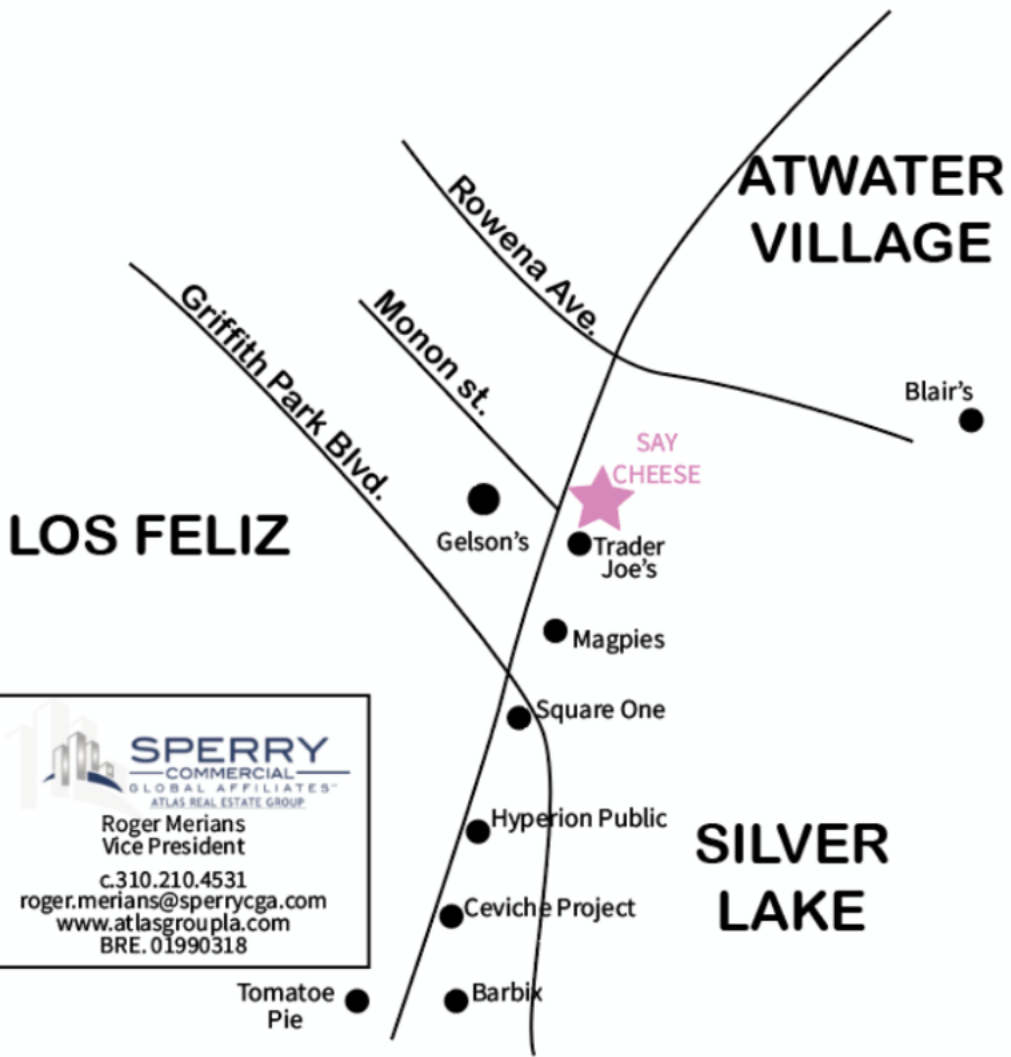 ATWATER
VILLAGE
Rowena Ave.
Griffith Park Blvd.
Monon st.
Blair's
SAY
CHEESE
LOS FELIZ
Gelson's
Trader
Joe's
Magpies
Square One
SPERRY
COMMERCIAL
GLOBAL AFFILIATES
ATLAS REAL ESTATE GROUP
Roger Merians
Vice President
c.310.210.4531
roger.merians@sperrycga.com
www.atlasgroupla.com
BRE. 01990318
Hyperion Public
SILVER
LAKE
Ceviche Project
Tomatoe
Pie
Barbix